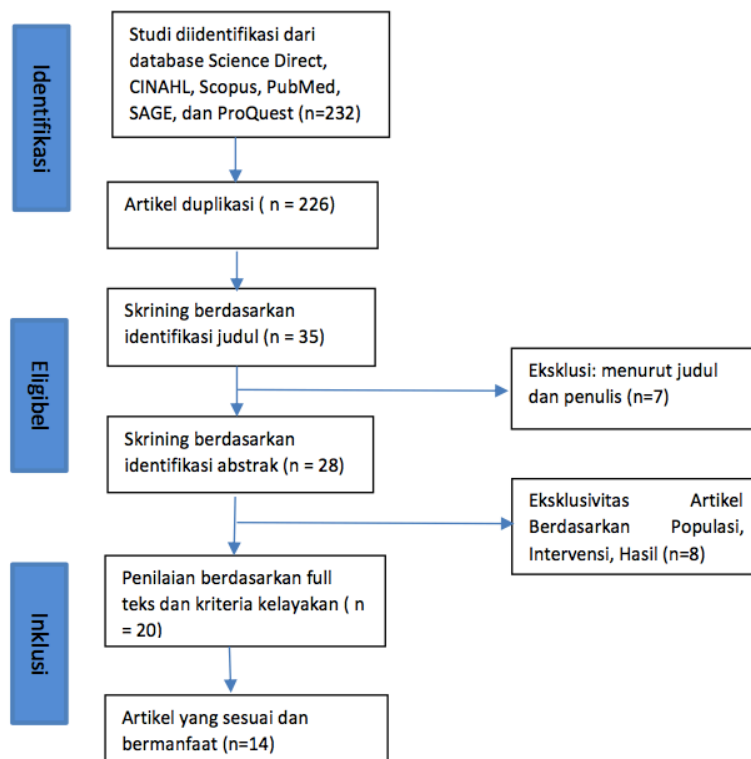 Identifikasi
Studi diidentifikasi dari
database Science Direct,
CINAHL, Scopus, PubMed,
SAGE, dan ProQuest (n=232)
Artikel duplikasi ( n = 226)
Eligibel
Skrining berdasarkan
identifikasi judul (n = 35)
Eksklusi: menurut judul
dan penulis (n=7)
Skrining berdasarkan
identifikasi abstrak (n = 28)
Eksklusivitas Artikel
Berdasarkan Populasi,
Intervensi, Hasil (n=8)
Inklusi
Penilaian berdasarkan full
teks dan kriteria kelayakan ( n
= 20)
Artikel yang sesuai dan
bermanfaat (n=14)